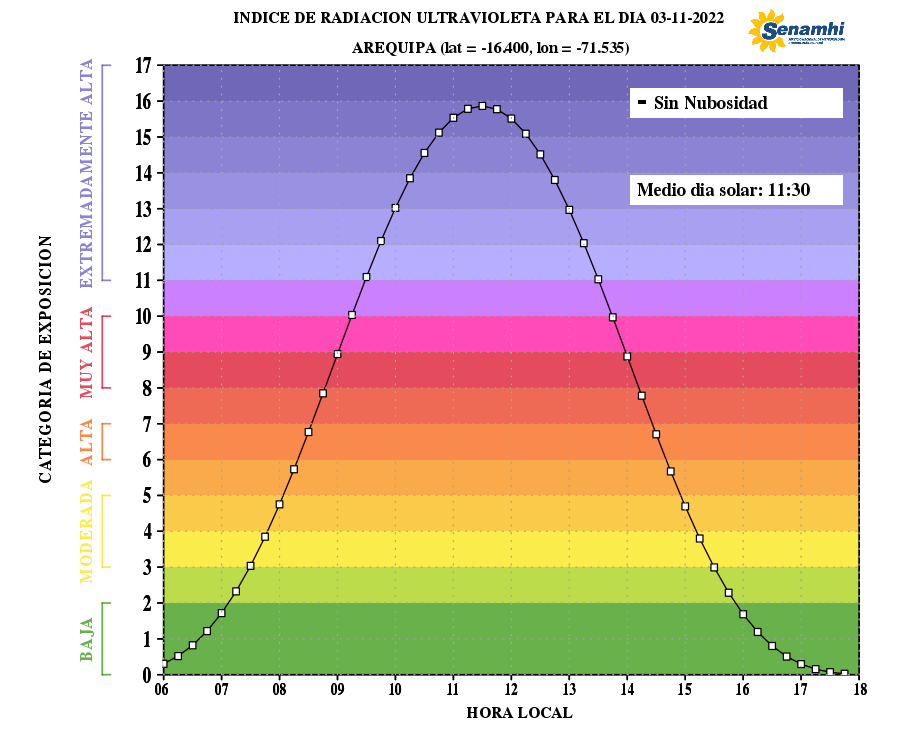 INDICE DE RADIACION ULTRAVIOLETA PARA EL DIA 03-11-2022
AREQUIPA (lat = -16.400, lon = -71.535)
Senamhi
Sin Nubosidad
Medio dia solar: 11:30
CATEGORIA DE EXPOSICION
EXTREMADAMENTE ALTA
MUY ALTA
ALTA
MODERADA
BAJA
17
16
15
14
13
12
11
10
9
8
7
6
5
4
3
2
1
0
06 07 08 09 10 11 12 13 14 15 16 17 18
HORA LOCAL